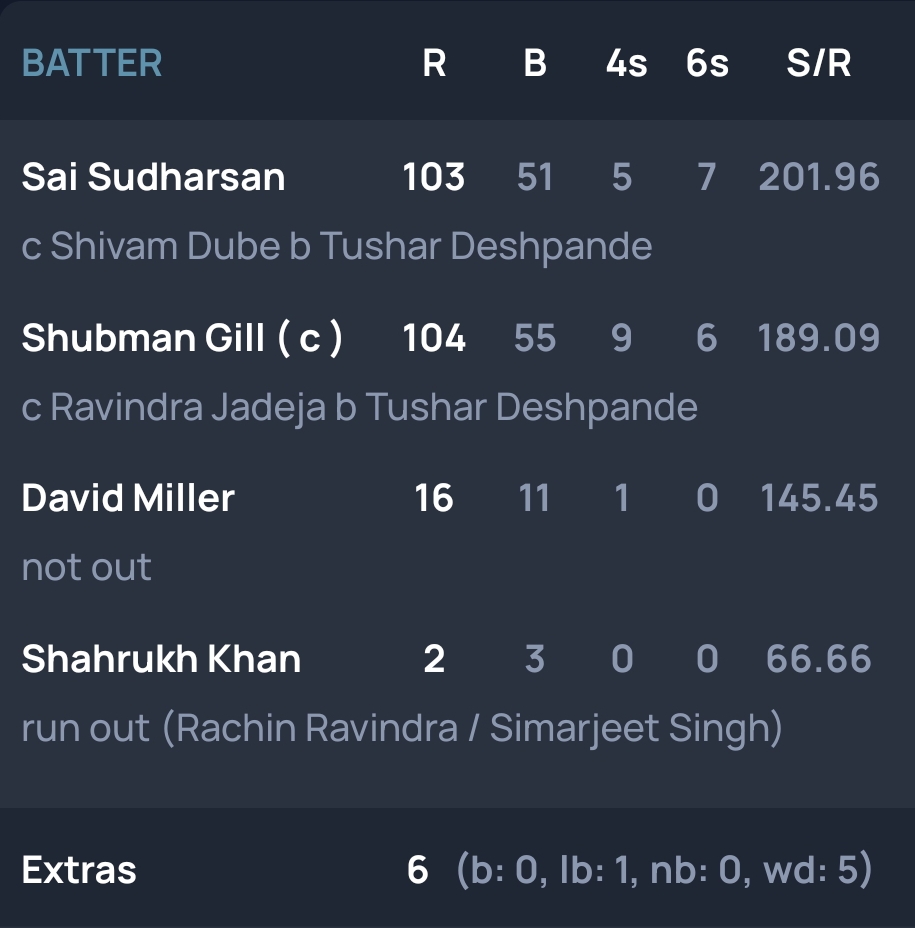 BATTER R B 4s 6s S/R
Sai Sudharsan 103 51 5 7 201.96
c Shivam Dube b Tushar Deshpande
Shubman Gill ( c ) 104 55 9 6 189.09
c Ravindra Jadeja b Tushar Deshpande
David Miller 16 11 1 0 145.45
not out
Shahrukh Khan 2 3 0 0 66.66
run out (Rachin Ravindra / Simarjeet Singh)
Extras 6 (b: 0, lb: 1, nb: 0, wd: 5)